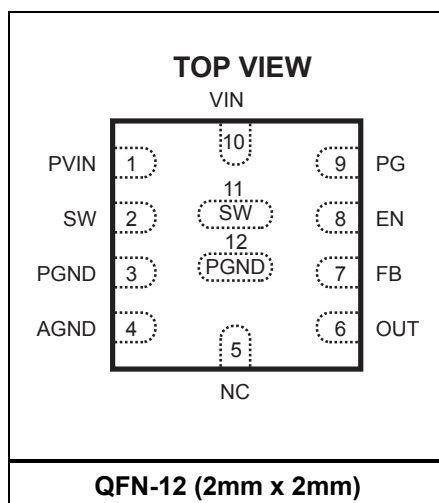 TOP VIEW
VIN
10
PVIN 1 9 PG
11
SW 2 SW 8 EN
12
PGND 3 PGND 7 FB
AGND 4 6 OUT
5
NC
QFN-12 (2mm x 2mm)